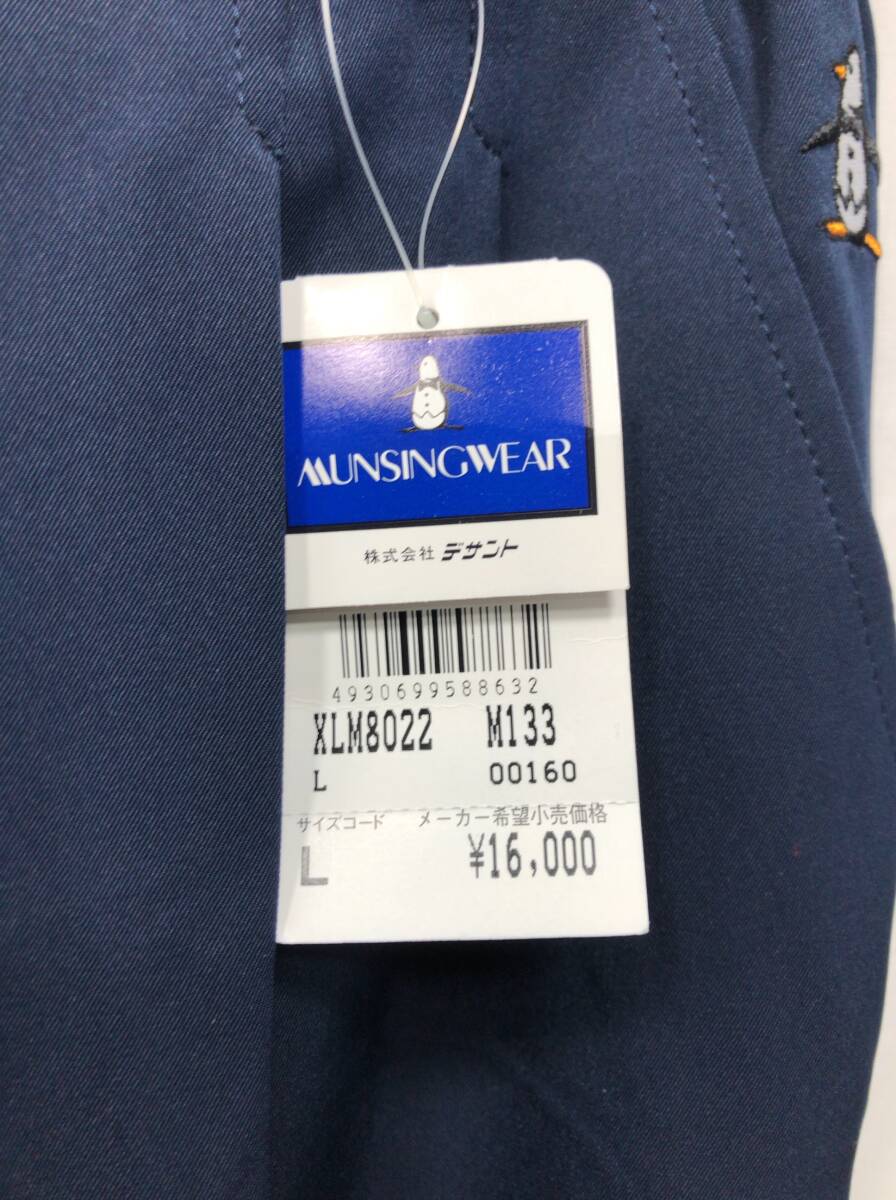 MUNSINGWEAR
株式会社 デサント
4930699588632
XLM8022 M133
L 00160
サイズコード メーカー希望小売価格
L ¥16,000